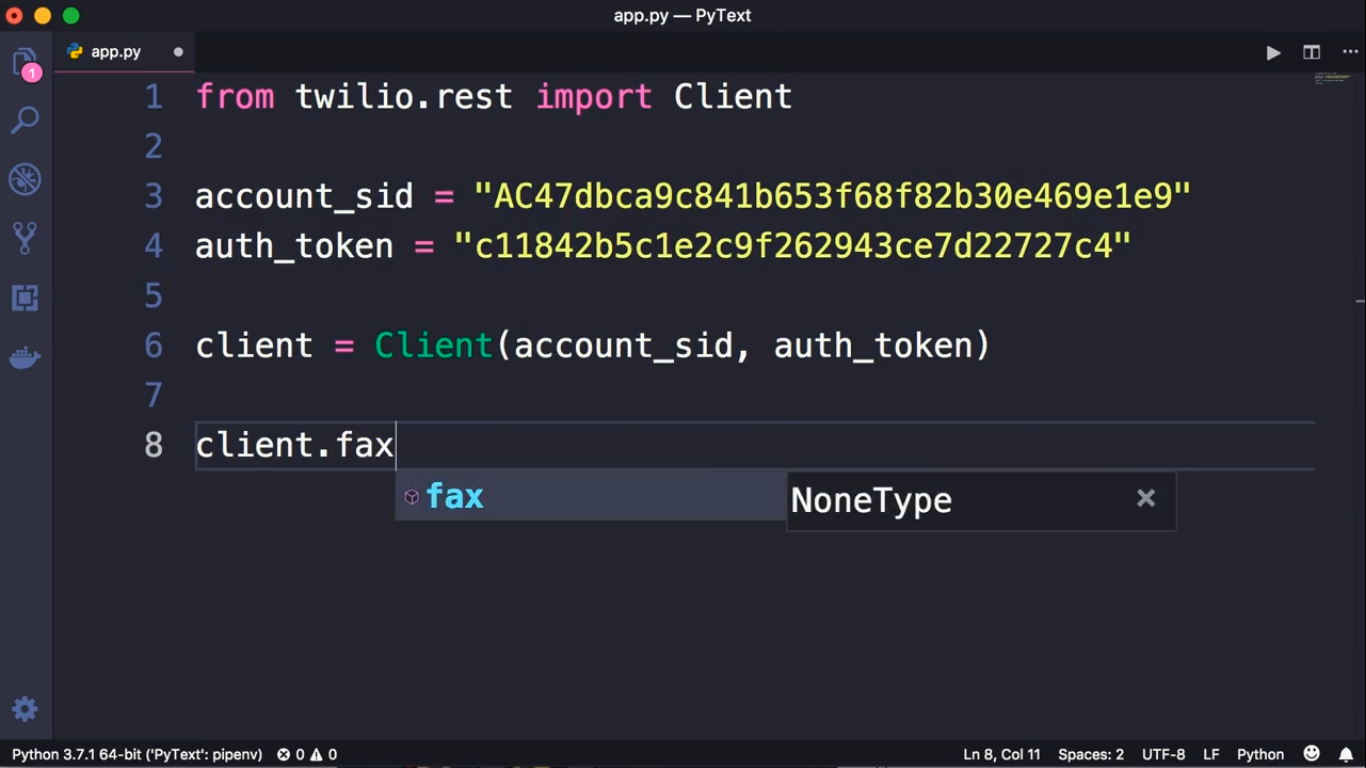 app.py — PyText
app.py
1
1 from twilio.rest import Client
2
3 account_sid = "AC47dbca9c841b653f68f82b30e469e1e9"
4 auth_token = "c11842b5c1e2c9f262943ce7d22727c4"
5
6 client = Client(account_sid, auth_token)
7
8 client.fax
fax NoneType
Python 3.7.1 64-bit ('PyText': pipenv) 0 0 Ln 8, Col 11 Spaces: 2 UTF-8 LF Python